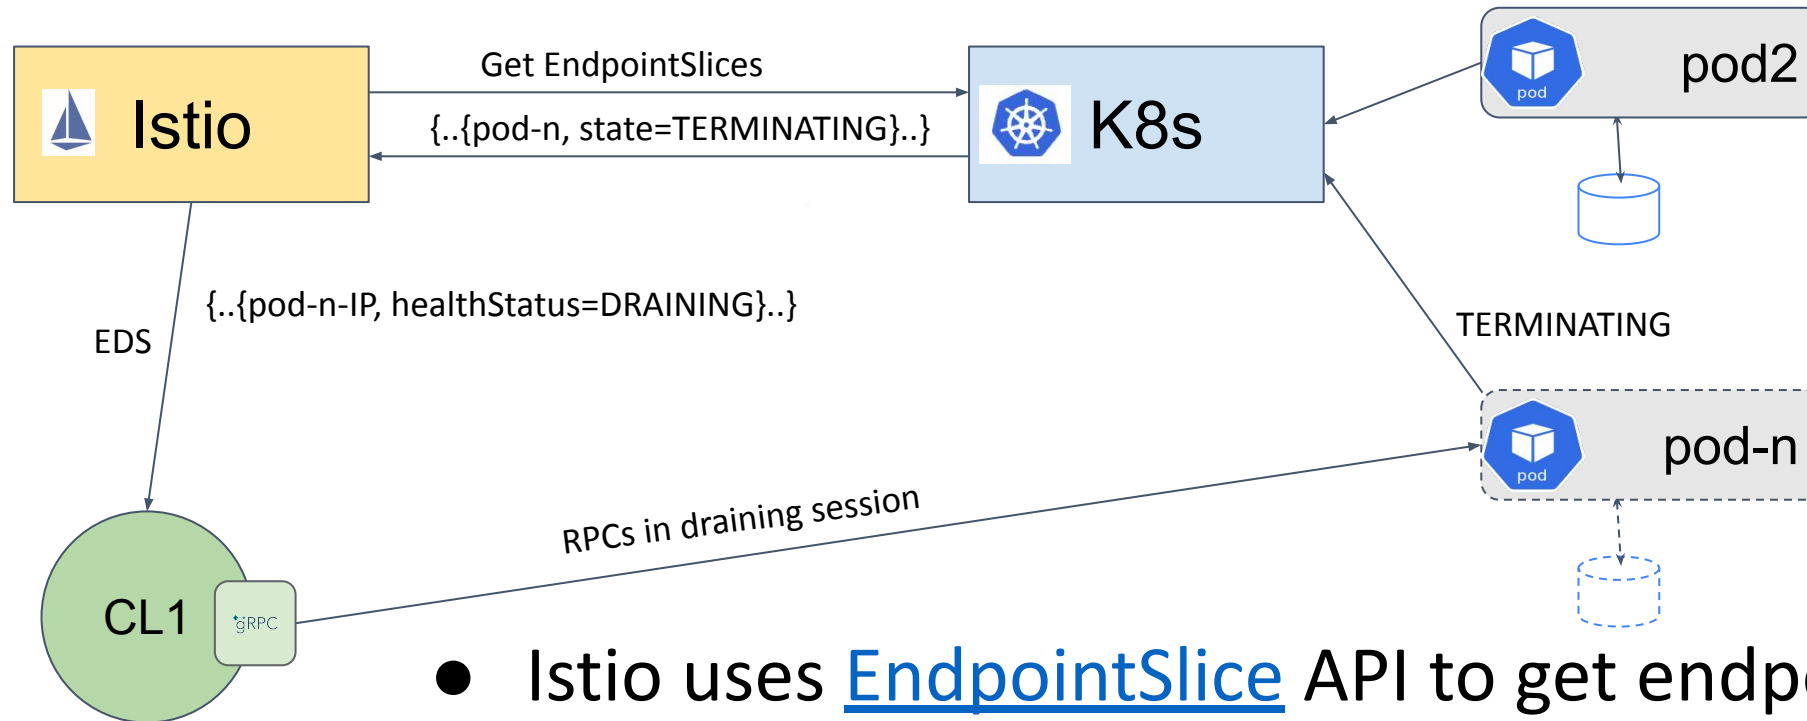 Get EndpointSlices
Istio
{..{pod-n, state=TERMINATING}..}
K8s
pod
pod2
{..{pod-n-IP, healthStatus=DRAINING}..}
EDS
TERMINATING
pod
pod-n
RPCs in draining session
CL1
gRPC
● Istio uses EndpointSlice API to get